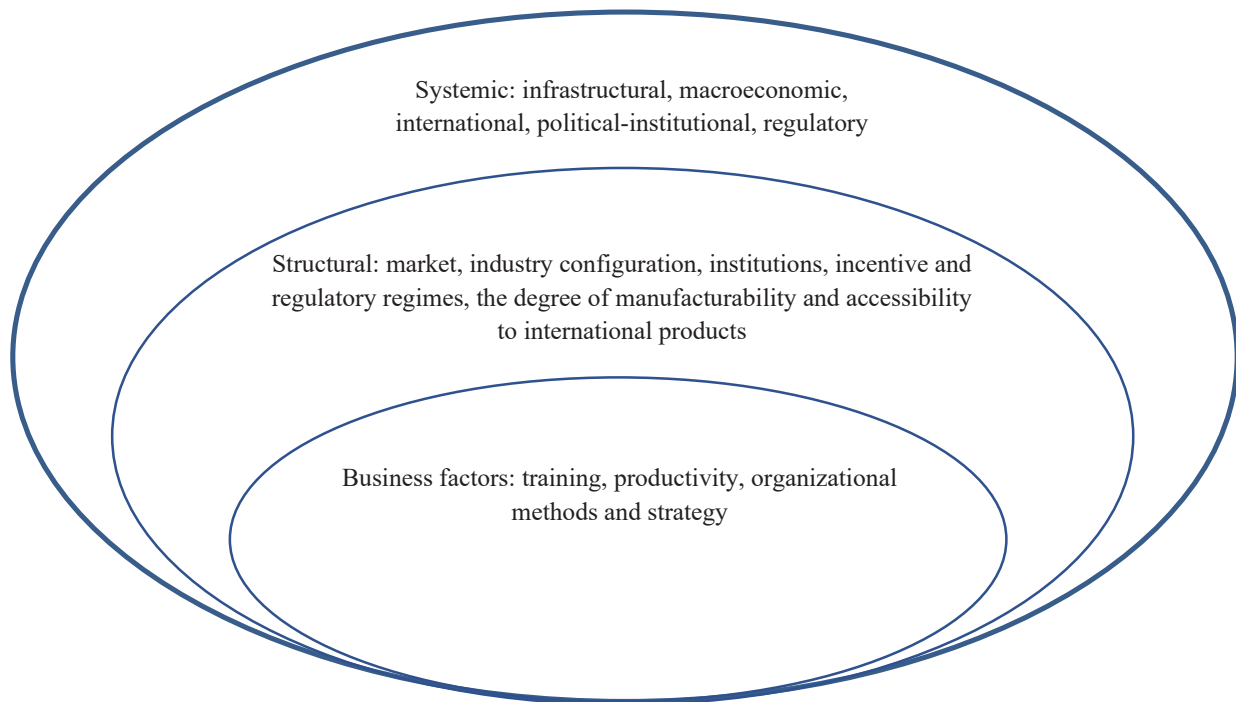 Systemic: infrastructural, macroeconomic,
international, political-institutional, regulatory
Structural: market, industry configuration, institutions, incentive and
regulatory regimes, the degree of manufacturability and accessibility
to international products
Business factors: training, productivity, organizational
methods and strategy